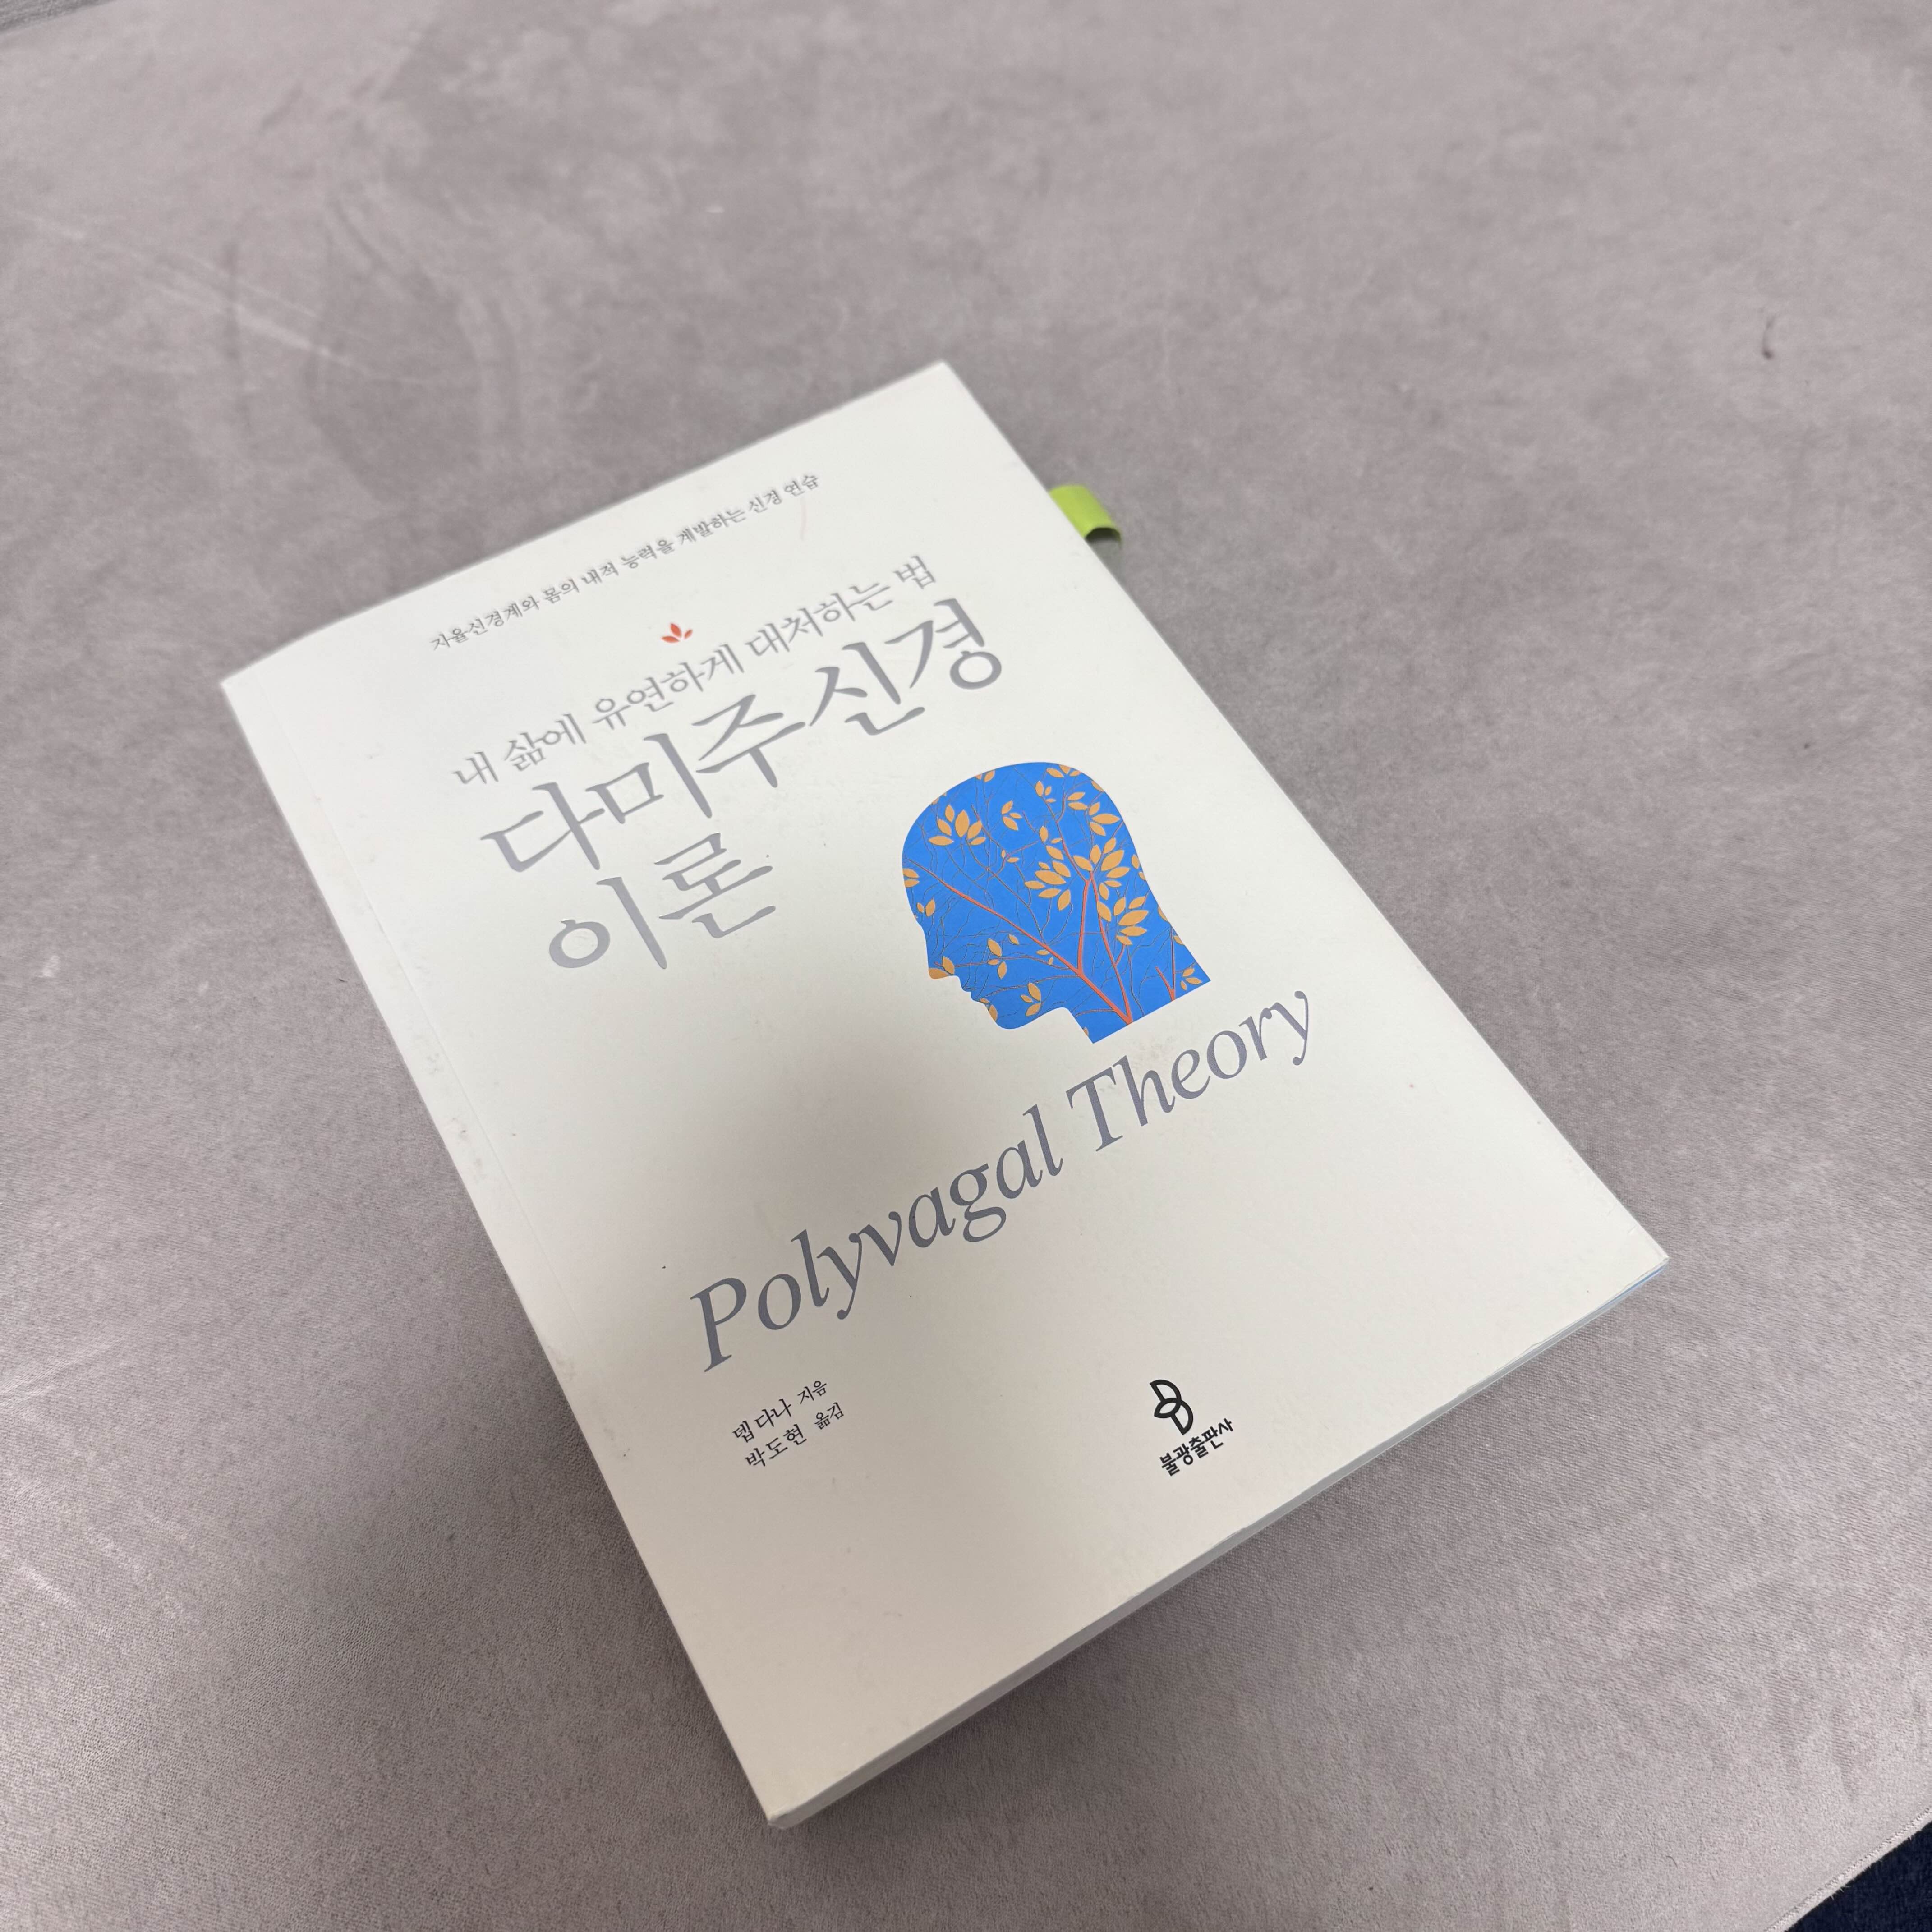 자율신경계와 몸의 내적 능력을 계발하는 신경 연습
내 삶에 유연하게 대처하는 법
다미주신경
이론
Polyvagal Theory
뎁 다나 지음
박도현 옮김
불광출판사